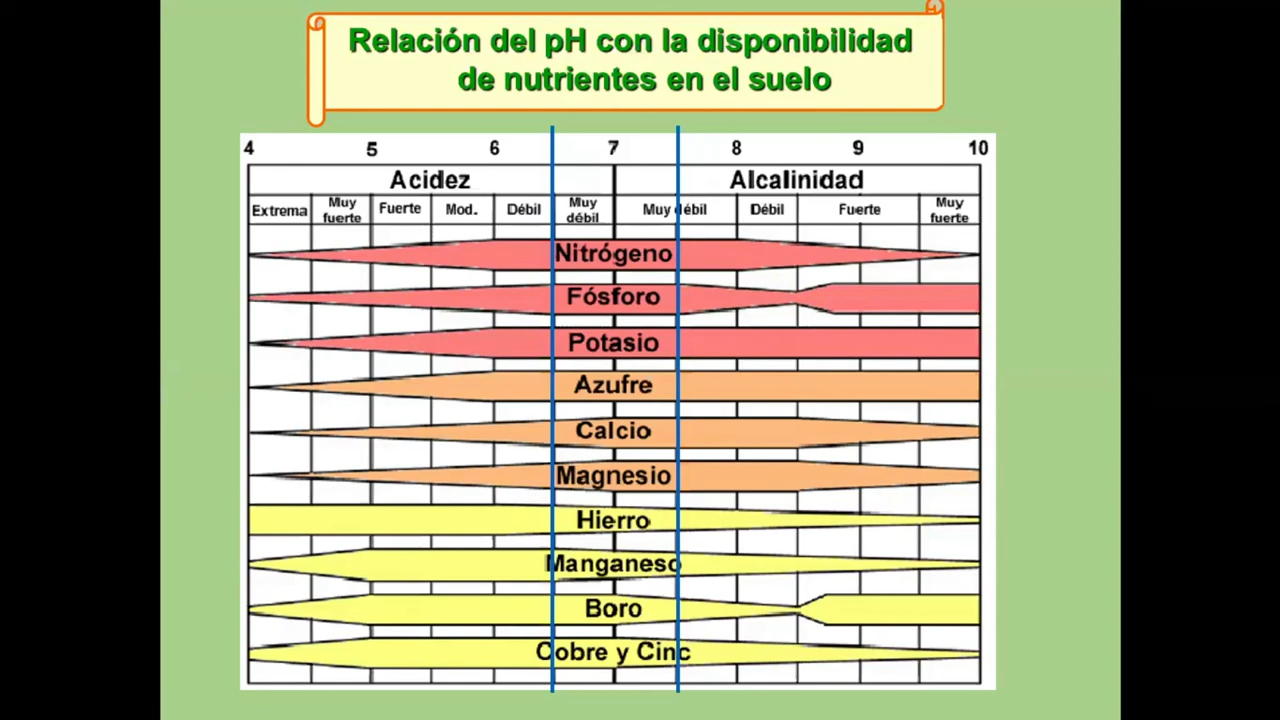 Relación del pH con la disponibilidad
de nutrientes en el suelo
4 5 6 7 8 9 10
Acidez Alcalinidad
Extrema Muy fuerte Fuerte Mod. Débil Muy débil Muy débil Débil Fuerte Muy fuerte
Nitrógeno
Fósforo
Potasio
Azufre
Calcio
Magnesio
Hierro
Manganeso
Boro
Cobre y Cinc